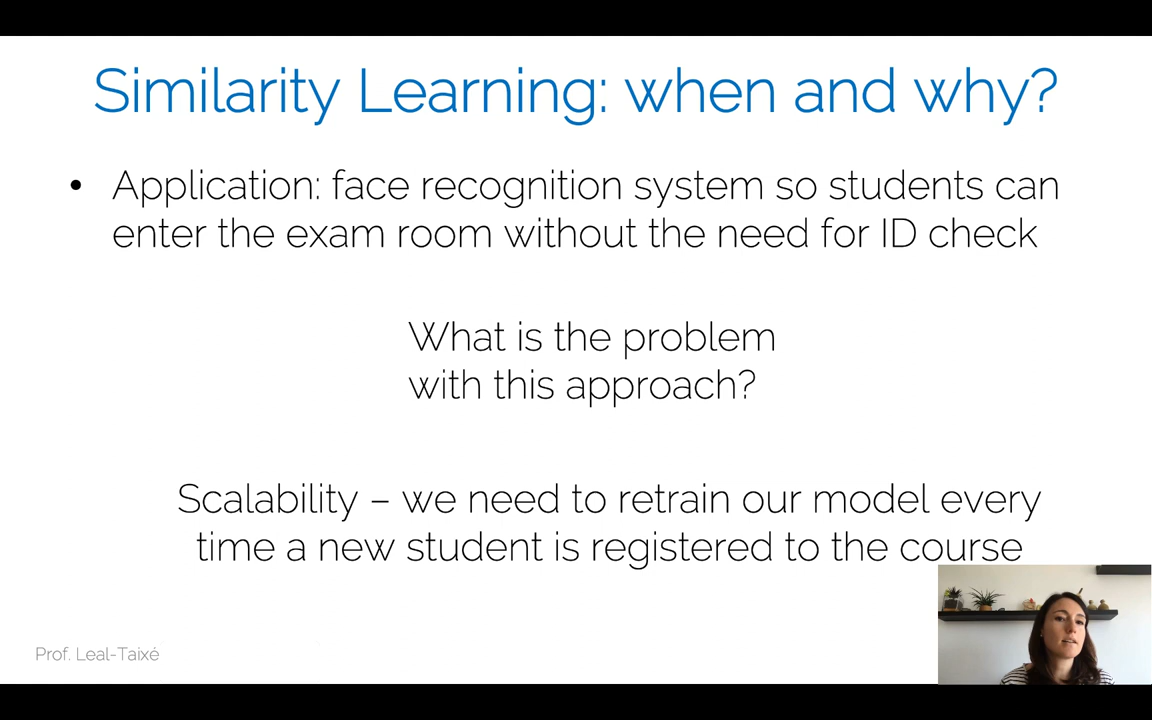 Similarity Learning: when and why?
• Application: face recognition system so students can
enter the exam room without the need for ID check
What is the problem
with this approach?
Scalability – we need to retrain our model every
time a new student is registered to the course
Prof. Leal-Taixé